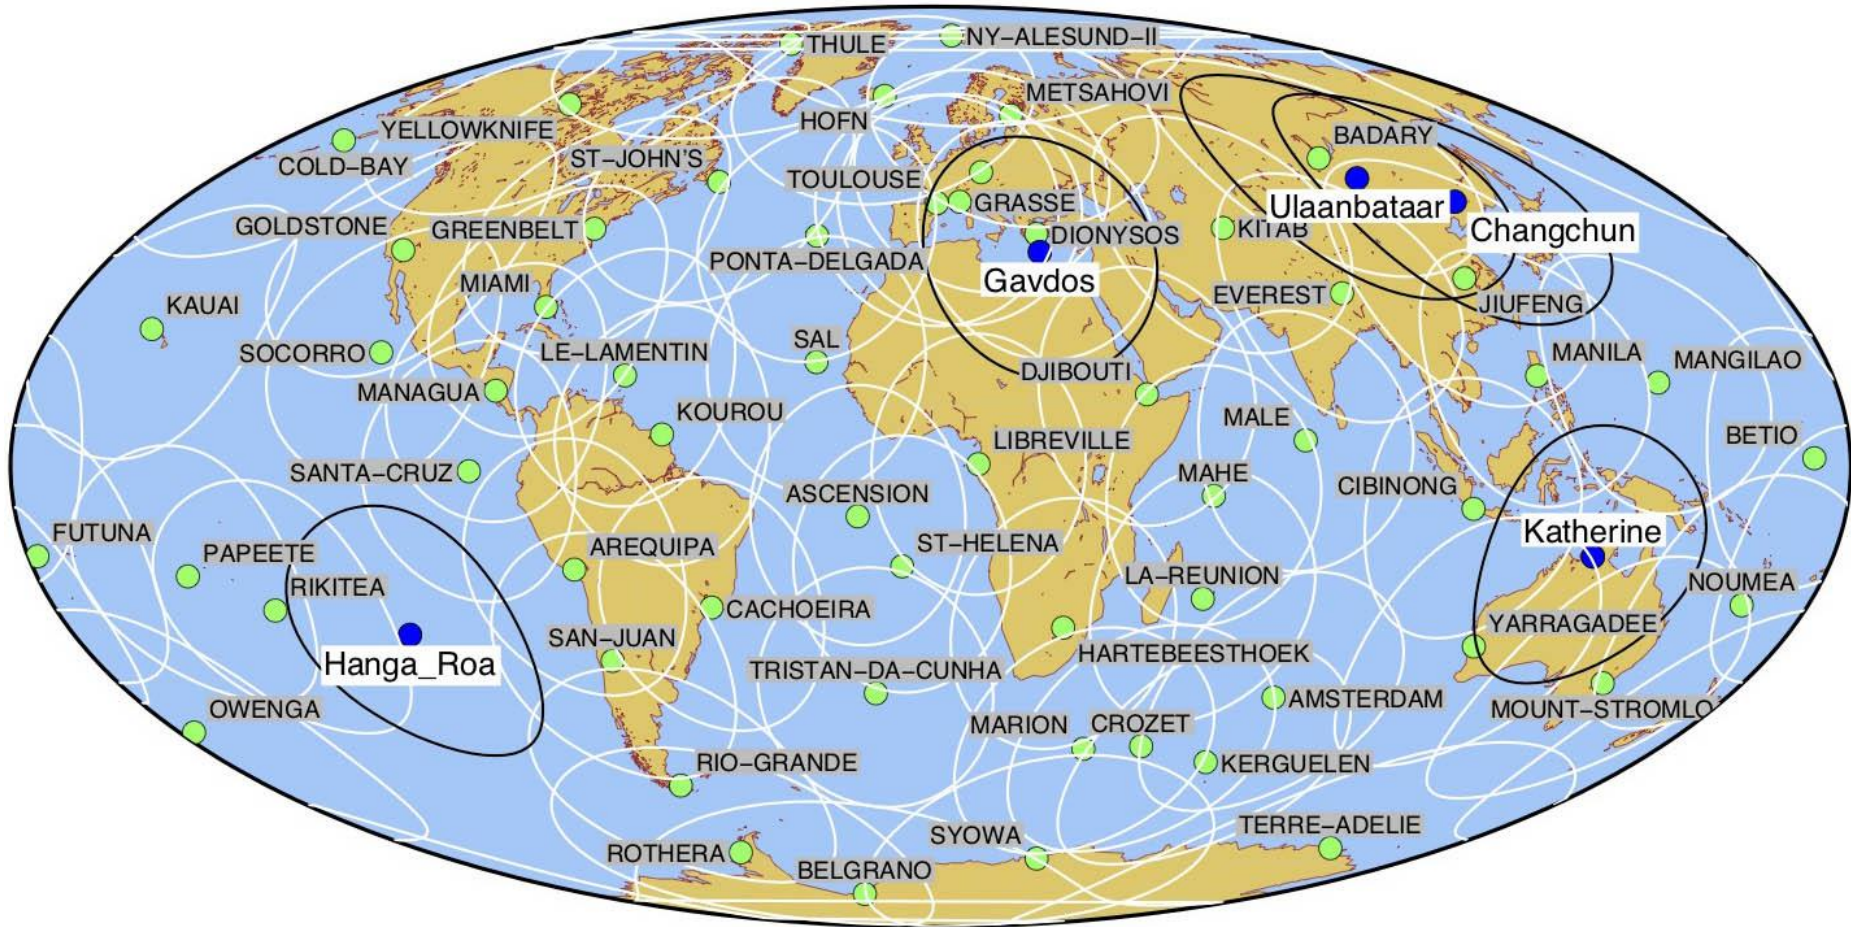 THULE
NY-ALESUND-II
METSAHOVI
YELLOWKNIFE
HOFN
BADARY
COLD-BAY
ST-JOHN'S
TOULOUSE
GRASSE
Ulaanbataar
GOLDSTONE
GREENBELT
DIONYSOS
KITAB
Changchun
PONTA-DELGADA
Gavdos
MIAMI
EVEREST
JIUFENG
KAUAI
SOCORRO
LE-LAMENTIN
SAL
MANILA
MANGILAO
DJIBOUTI
MANAGUA
KOUROU
MALE
BETIO
LIBREVILLE
SANTA-CRUZ
MAHE
CIBINONG
ASCENSION
FUTUNA
Katherine
PAPEETE
AREQUIPA
ST-HELENA
RIKITEA
LA-REUNION
NOUMEA
CACHOEIRA
YARRAGADEE
SAN-JUAN
HARTEBEESTHOEK
Hanga_Roa
TRISTAN-DA-CUNHA
AMSTERDAM
OWENGA
MOUNT-STROMLO
MARION
CROZET
RIO-GRANDE
KERGUELEN
TERRE-ADELIE
SYOWA
ROTHERA
BELGRANO